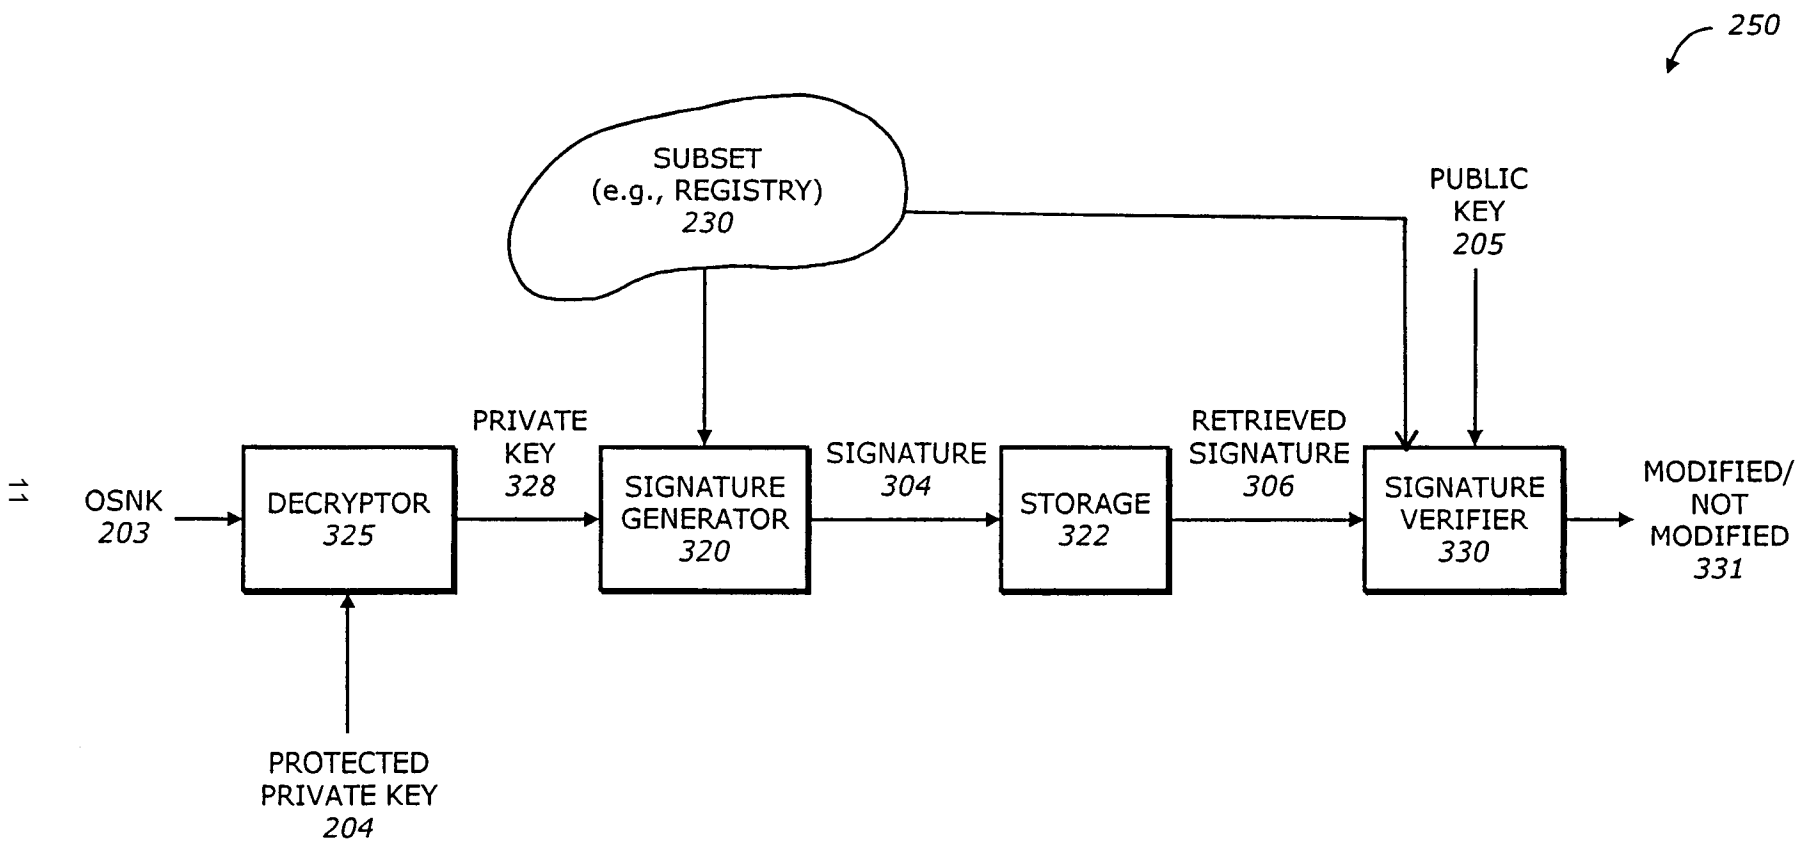 250
SUBSET
(e.g., REGISTRY)
230
PUBLIC
KEY
205
OSNK
203
DECRYPTOR
325
PROTECTED
PRIVATE KEY
204
PRIVATE
KEY
328
SIGNATURE
GENERATOR
320
SIGNATURE
304
STORAGE
322
RETRIEVED
SIGNATURE
306
SIGNATURE
VERIFIER
330
MODIFIED/
NOT
MODIFIED
331
11